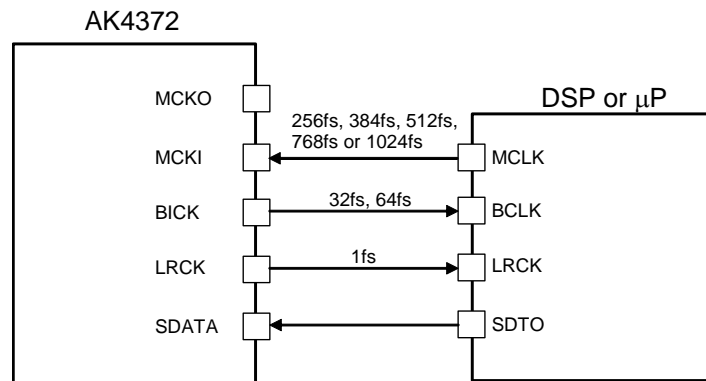 AK4372
DSP or μP
MCKO
256fs, 384fs, 512fs,
768fs or 1024fs
MCKI
MCLK
BICK
32fs, 64fs
BCLK
LRCK
1fs
LRCK
SDATA
SDTO